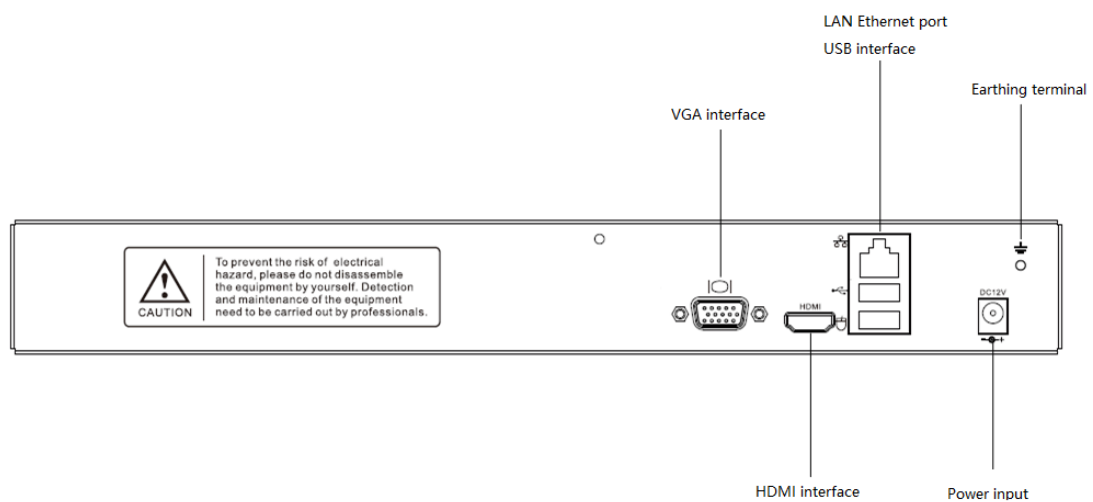 LAN Ethernet port
USB interface
Earthing terminal
VGA interface
To prevent the risk of electrical
hazard, please do not disassemble
the equipment by yourself. Detection
and maintenance of the equipment
need to be carried out by professionals.
CAUTION
HDMI
DC12V
HDMI interface
Power input